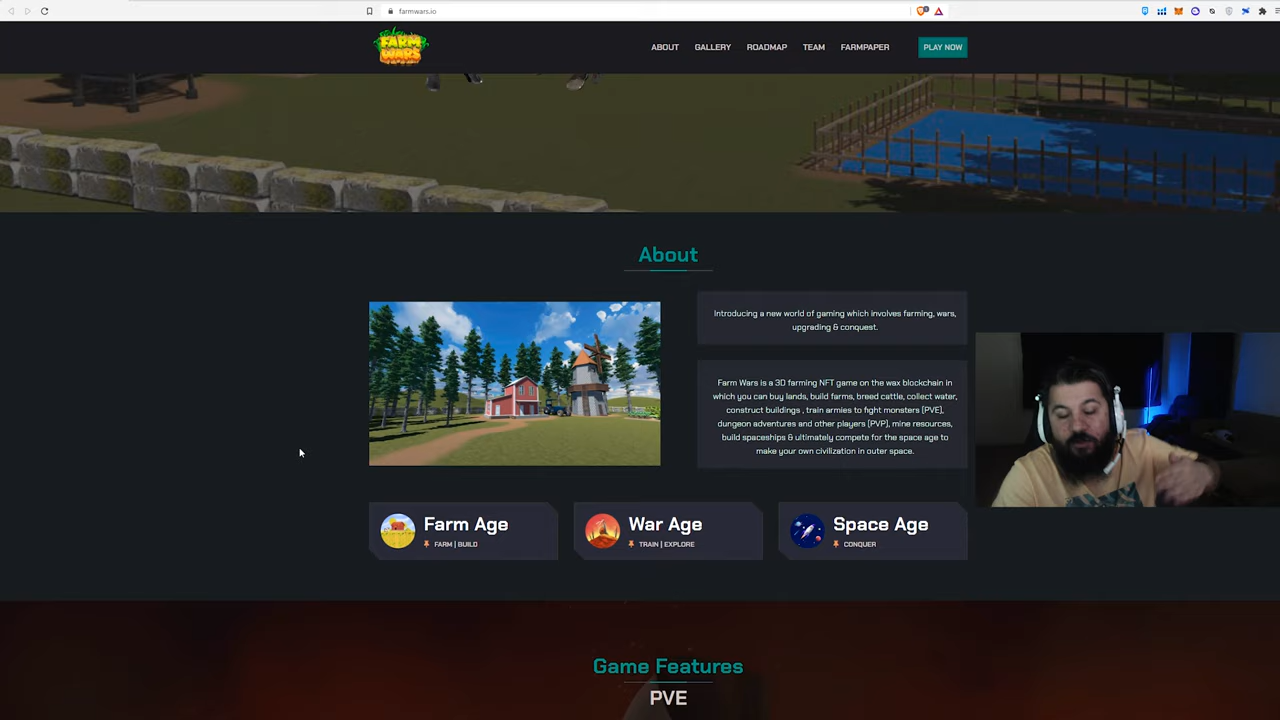 farmwars.io
FARM
WARS
ABOUT
GALLERY
ROADMAP
TEAM
FARMPAPER
PLAY NOW
About
Introducing a new world of gaming which involves farming, wars,
upgrading & conquest.
Farm Wars is a 3D farming NFT game on the wax blockchain in
which you can buy lands, build farms, breed cattle, collect water,
construct buildings , train armies to fight monsters (PVE),
dungeon adventures and other players (PVP), mine resources,
build spaceships & ultimately compete for the space age to
make your own civilization in outer space.
Farm Age
FARM | BUILD
War Age
TRAIN | EXPLORE
Space Age
CONQUER
Game Features
PVE